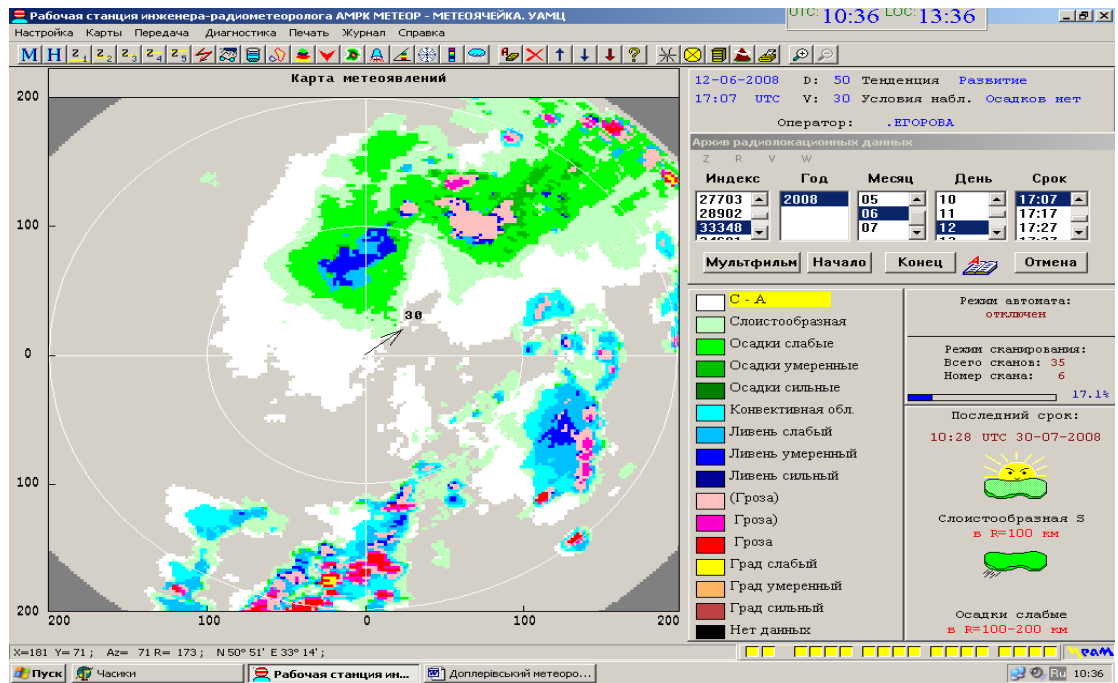 Рабочая станция инженера-радиометеоролога АМРК МЕТЕОР - МЕТЕОЯЧЕЙКА. УАМЦ
UTC: 10:36 LOC: 13:36
Настройка Карты Передача Диагностика Печать Журнал Справка
M H Z1 Z2 Z3 Z4 Z5
Карта метеоявлений
200
100
0
100
200
200 100 0 100 200
30
12-06-2008 D: 50 Тенденция Развитие
17:07 UTC V: 30 Условия набл. Осадков нет
Оператор: .ЕГОРОВА
Архив радиолокационных данных
Z R V W
Индекс Год Месяц День Срок
27703 2008 05 10 17:07
28902 06 11 17:17
33348 07 12 17:27
Мультфильм Начало Конец Отмена
С - А
Слоистообразная
Осадки слабые
Осадки умеренные
Осадки сильные
Конвективная обл.
Ливень слабый
Ливень умеренный
Ливень сильный
(Гроза)
Гроза)
Гроза
Град слабый
Град умеренный
Град сильный
Нет данных
Режим автомата:
отключен
Режим сканирования:
Всего сканов: 35
Номер скана: 6
17.1%
Последний срок:
10:28 UTC 30-07-2008
Слоистообразная S
в R=100 км
Осадки слабые
в R=100-200 км
X=181 Y= 71 ; Az= 71 R= 173 ; N 50° 51' E 33° 14' ;
Пуск Часики Рабочая станция ин... Доплерівський метеоро... Ru 10:36